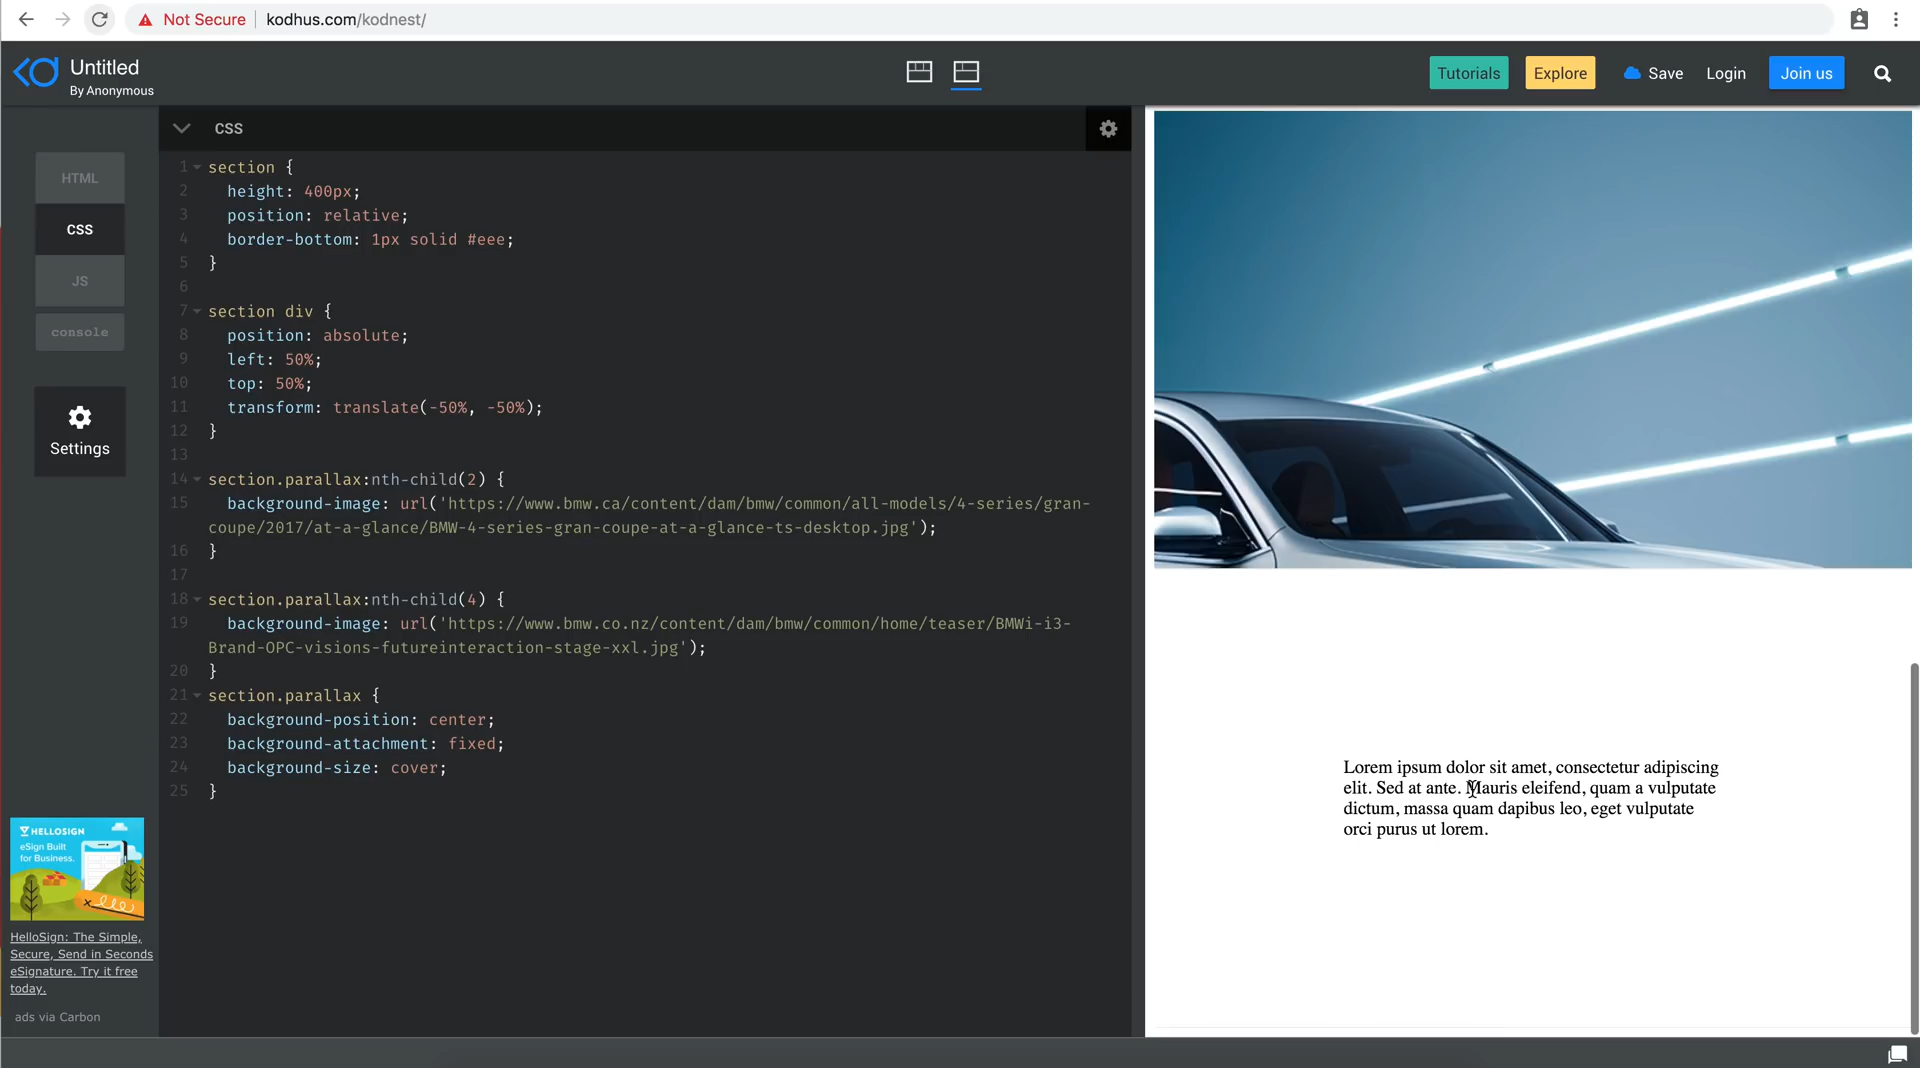 Not Secure kodhus.com/kodnest/
Untitled
By Anonymous
Tutorials
Explore
Save
Login
Join us
HTML
CSS
JS
console
Settings
HELLOSIGN
eSign Built
for Business.
HelloSign: The Simple,
Secure, Send in Seconds
eSignature. Try it free
today.
ads via Carbon
CSS
1 section {
2 height: 400px;
3 position: relative;
4 border-bottom: 1px solid #eee;
5 }
6
7 section div {
8 position: absolute;
9 left: 50%;
10 top: 50%;
11 transform: translate(-50%, -50%);
12 }
13
14 section.parallax:nth-child(2) {
15 background-image: url('https://www.bmw.ca/content/dam/bmw/common/all-models/4-series/gran-
coupe/2017/at-a-glance/BMW-4-series-gran-coupe-at-a-glance-ts-desktop.jpg');
16 }
17
18 section.parallax:nth-child(4) {
19 background-image: url('https://www.bmw.co.nz/content/dam/bmw/common/home/teaser/BMWi-i3-
Brand-OPC-visions-futureinteraction-stage-xxl.jpg');
20 }
21 section.parallax {
22 background-position: center;
23 background-attachment: fixed;
24 background-size: cover;
25 }
Lorem ipsum dolor sit amet, consectetur adipiscing
elit. Sed at ante. Mauris eleifend, quam a vulputate
dictum, massa quam dapibus leo, eget vulputate
orci purus ut lorem.